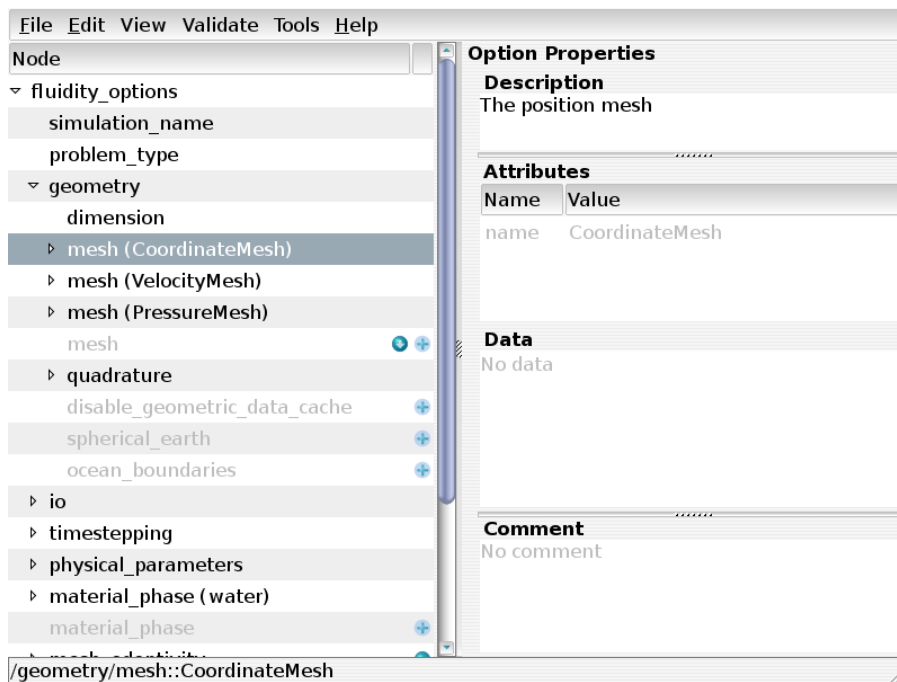 File Edit View Validate Tools Help
Node
fluidity_options
simulation_name
problem_type
geometry
dimension
mesh (CoordinateMesh)
mesh (VelocityMesh)
mesh (PressureMesh)
mesh
quadrature
disable_geometric_data_cache
spherical_earth
ocean_boundaries
io
timestepping
physical_parameters
material_phase (water)
material_phase
mesh_adaptivity
Option Properties
Description
The position mesh
Attributes
Name Value
name CoordinateMesh
Data
No data
Comment
No comment
/geometry/mesh::CoordinateMesh